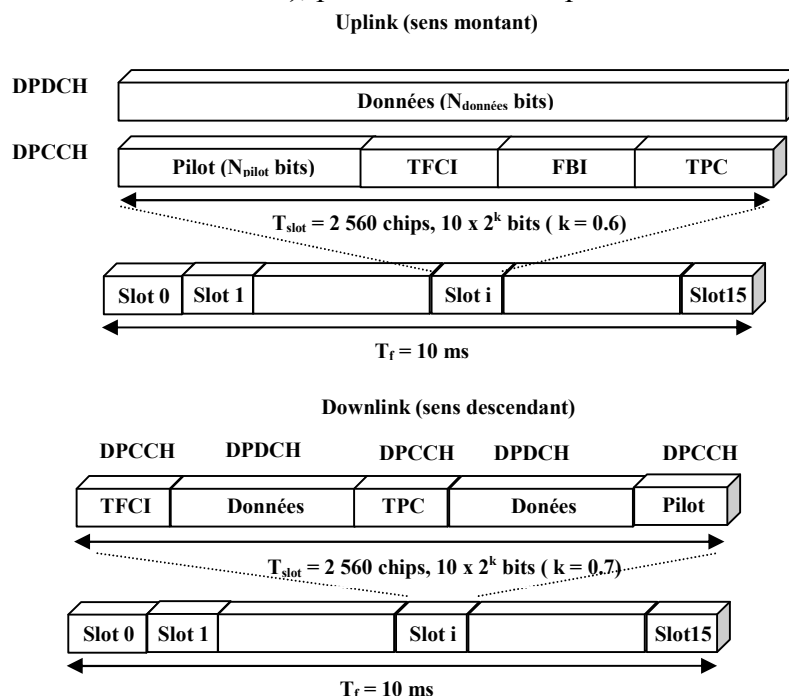 Uplink (sens montant)
DPDCH
Données (Ndonnées bits)
DPCCH
Pilot (Npilot bits) TFCI FBI TPC
Tslot = 2 560 chips, 10 x 2^k bits ( k = 0.6)
Slot 0 Slot 1 Slot i Slot15
Tf = 10 ms
Downlink (sens descendant)
DPCCH DPDCH DPCCH DPDCH DPCCH
TFCI Données TPC Donées Pilot
Tslot = 2 560 chips, 10 x 2^k bits ( k = 0.7)
Slot 0 Slot 1 Slot i Slot15
Tf = 10 ms